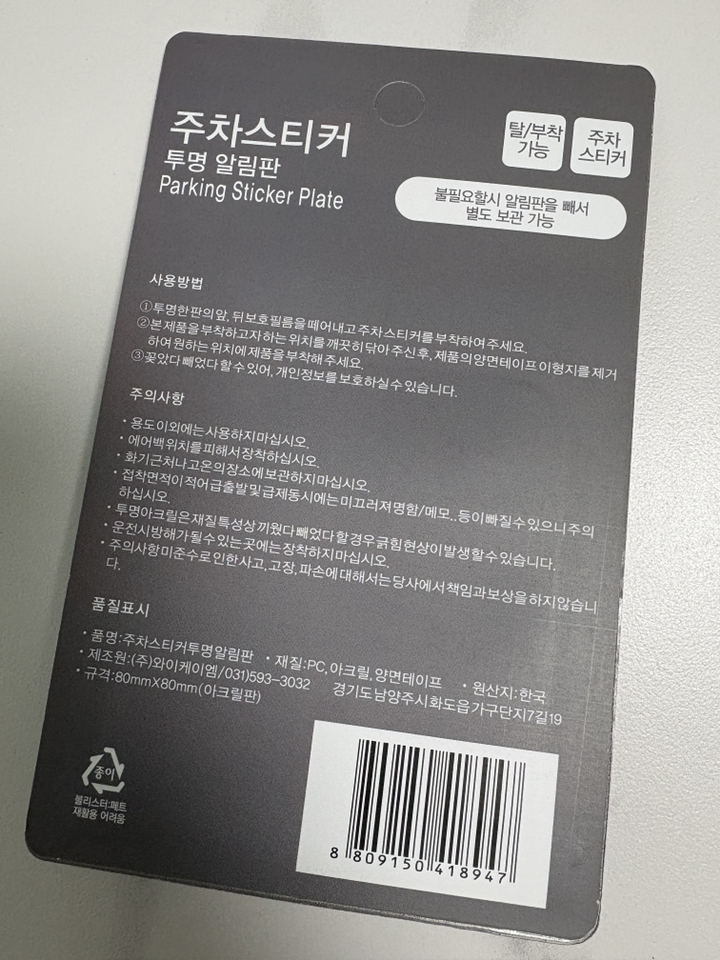 주차스티커
투명 알림판
Parking Sticker Plate
탈/부착
가능
주차
스티커
불필요할시 알림판을 빼서
별도 보관 가능
사용방법
①투명한 판의 앞, 뒤 보호필름을 떼어내고 주차스티커를 부착하여 주세요.
②본 제품을 부착하고자 하는 위치를 깨끗히 닦아 주신 후, 제품의 양면테이프 이형지를 제거
하여 원하는 위치에 제품을 부착해 주세요.
③꽂았다 빼었다 할 수 있어, 개인정보를 보호하실 수 있습니다.
주의사항
• 용도 이외에는 사용하지 마십시오.
• 에어백 위치를 피해서 장착하십시오.
• 화기 근처나 고온의 장소에 보관하지 마십시오.
• 접착면적이 적어 급출발 및 급제동시에는 미끄러져 명함/메모..등이 빠질 수 있으니 주의
하십시오.
• 투명아크릴은 재질 특성상 끼웠다 빼었다 할 경우 긁힘 현상이 발생할 수 있습니다.
• 운전시 방해가 될 수 있는 곳에는 장착하지 마십시오.
• 주의사항 미준수로 인한 사고, 고장, 파손에 대해서는 당사에서 책임과 보상을 하지 않습니
다.
품질표시
• 품명:주차스티커투명알림판 • 재질:PC, 아크릴, 양면테이프 • 원산지:한국
• 제조원:(주)와이케이엠/031)593-3032 경기도 남양주시 화도읍 가구단지7길19
• 규격:80mmX80mm(아크릴판)
종이
블리스터:페트
재활용 어려움
8 809150 418947